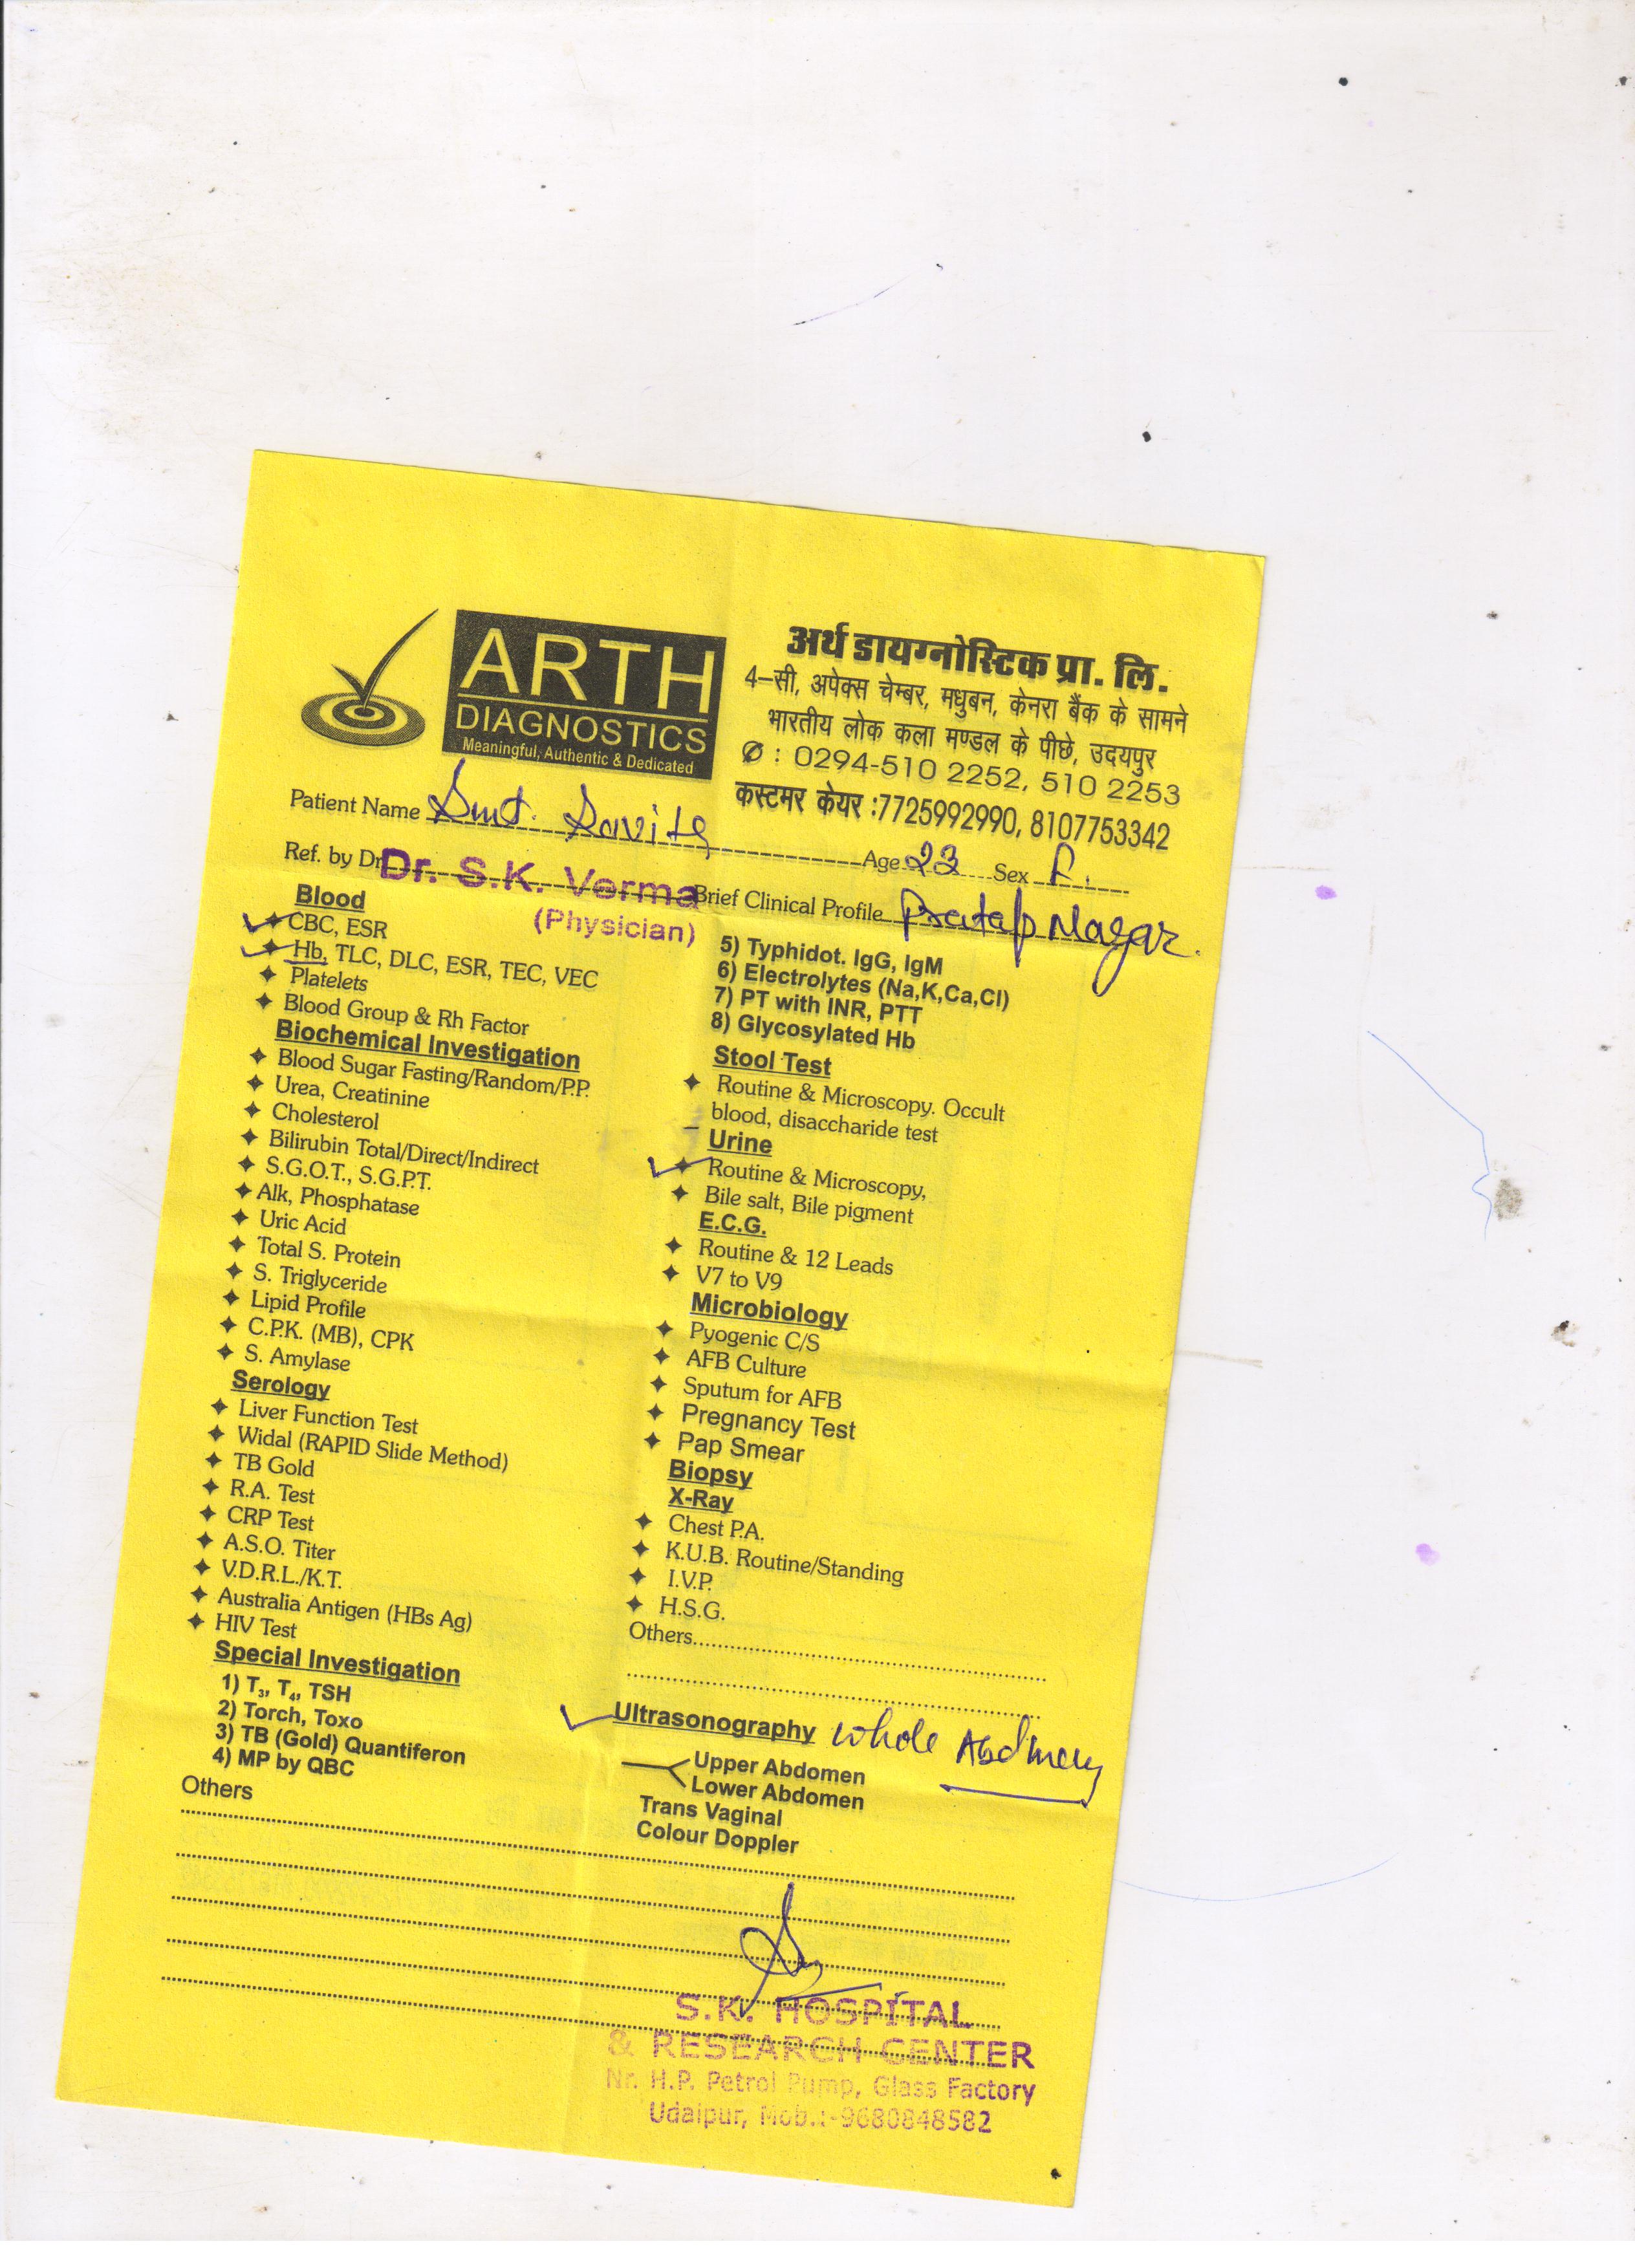 ARTH
DIAGNOSTICS
Meaningful, Authentic & Dedicated
अर्थ डायग्नोस्टिक प्रा. लि.
4–सी, अपेक्स चेम्बर, मधुबन, केनरा बैंक के सामने
भारतीय लोक कला मण्डल के पीछे, उदयपुर
✆ : 0294-510 2252, 510 2253
कस्टमर केयर :7725992990, 8107753342
Patient Name Smt. Savita
Age 23 Sex F.
Ref. by Dr. Dr. S.K. Verma
(Physician)
Brief Clinical Profile Pratap Nagar.
Blood
CBC, ESR
Hb, TLC, DLC, ESR, TEC, VEC
Platelets
Blood Group & Rh Factor
Biochemical Investigation
Blood Sugar Fasting/Random/P.P.
Urea, Creatinine
Cholesterol
Bilirubin Total/Direct/Indirect
S.G.O.T., S.G.P.T.
Alk, Phosphatase
Uric Acid
Total S. Protein
S. Triglyceride
Lipid Profile
C.P.K. (MB), CPK
S. Amylase
Serology
Liver Function Test
Widal (RAPID Slide Method)
TB Gold
R.A. Test
CRP Test
A.S.O. Titer
V.D.R.L./K.T.
Australia Antigen (HBs Ag)
HIV Test
Special Investigation
1) T3, T4, TSH
2) Torch, Toxo
3) TB (Gold) Quantiferon
4) MP by QBC
Others
5) Typhidot. IgG, IgM
6) Electrolytes (Na,K,Ca,Cl)
7) PT with INR, PTT
8) Glycosylated Hb
Stool Test
Routine & Microscopy. Occult
blood, disaccharide test
Urine
Routine & Microscopy,
Bile salt, Bile pigment
E.C.G.
Routine & 12 Leads
V7 to V9
Microbiology
Pyogenic C/S
AFB Culture
Sputum for AFB
Pregnancy Test
Pap Smear
Biopsy
X-Ray
Chest P.A.
K.U.B. Routine/Standing
I.V.P.
H.S.G.
Others
Ultrasonography Whole Abdomen
Upper Abdomen
Lower Abdomen
Trans Vaginal
Colour Doppler
S.K. HOSPITAL
& RESEARCH CENTER
Nr. H.P. Petrol Pump, Glass Factory
Udaipur, Mob.:-9680848582